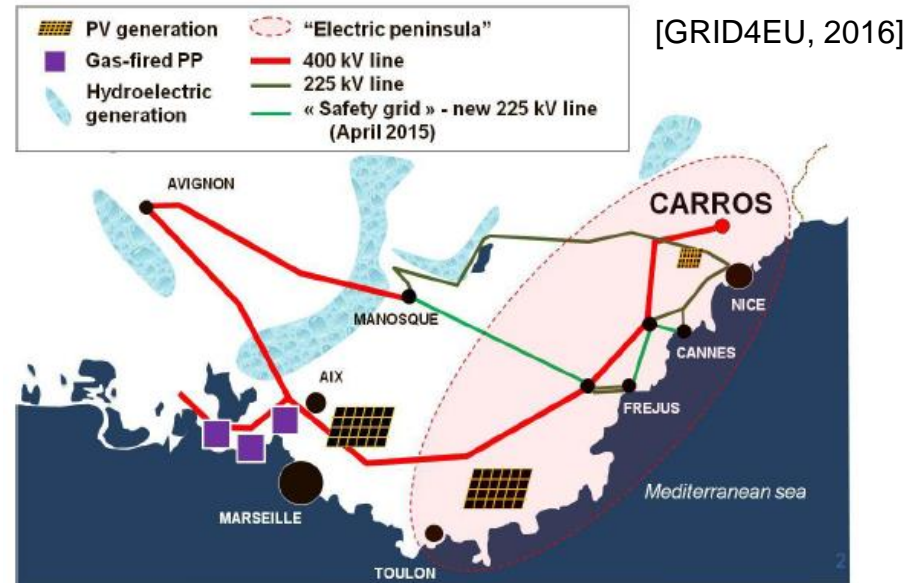 PV generation
Gas-fired PP
Hydroelectric
generation
“Electric peninsula”
400 kV line
225 kV line
« Safety grid » - new 225 kV line
(April 2015)
[GRID4EU, 2016]
AVIGNON
CARROS
MANOSQUE
NICE
CANNES
AIX
FREJUS
MARSEILLE
Mediterranean sea
TOULON
2